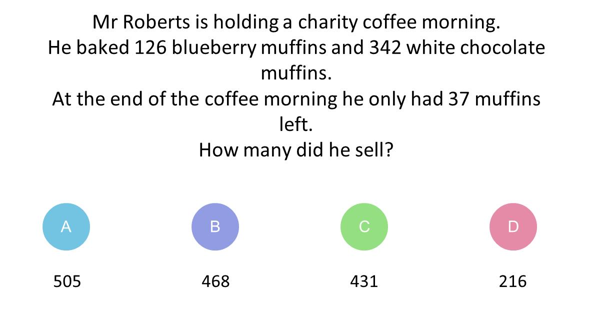 Mr Roberts is holding a charity coffee morning.
He baked 126 blueberry muffins and 342 white chocolate
muffins.
At the end of the coffee morning he only had 37 muffins
left.
How many did he sell?
A B C D
505 468 431 216